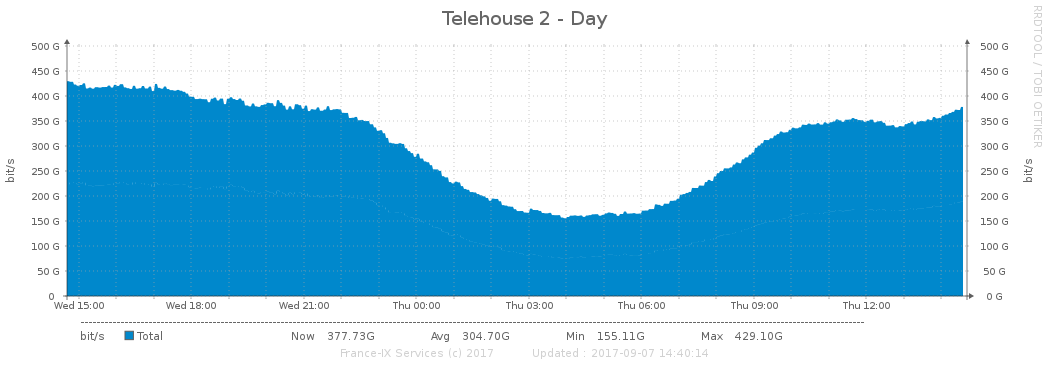 Telehouse 2 - Day
RRDTOOL / TOBI OETIKER
500 G 500 G
450 G 450 G
400 G 400 G
350 G 350 G
300 G 300 G
250 G 250 G
200 G 200 G
150 G 150 G
100 G 100 G
50 G 50 G
0 0 G
bit/s bit/s
Wed 15:00 Wed 18:00 Wed 21:00 Thu 00:00 Thu 03:00 Thu 06:00 Thu 09:00 Thu 12:00
bit/s Total Now 377.73G Avg 304.70G Min 155.11G Max 429.10G
France-IX Services (c) 2017 Updated : 2017-09-07 14:40:14